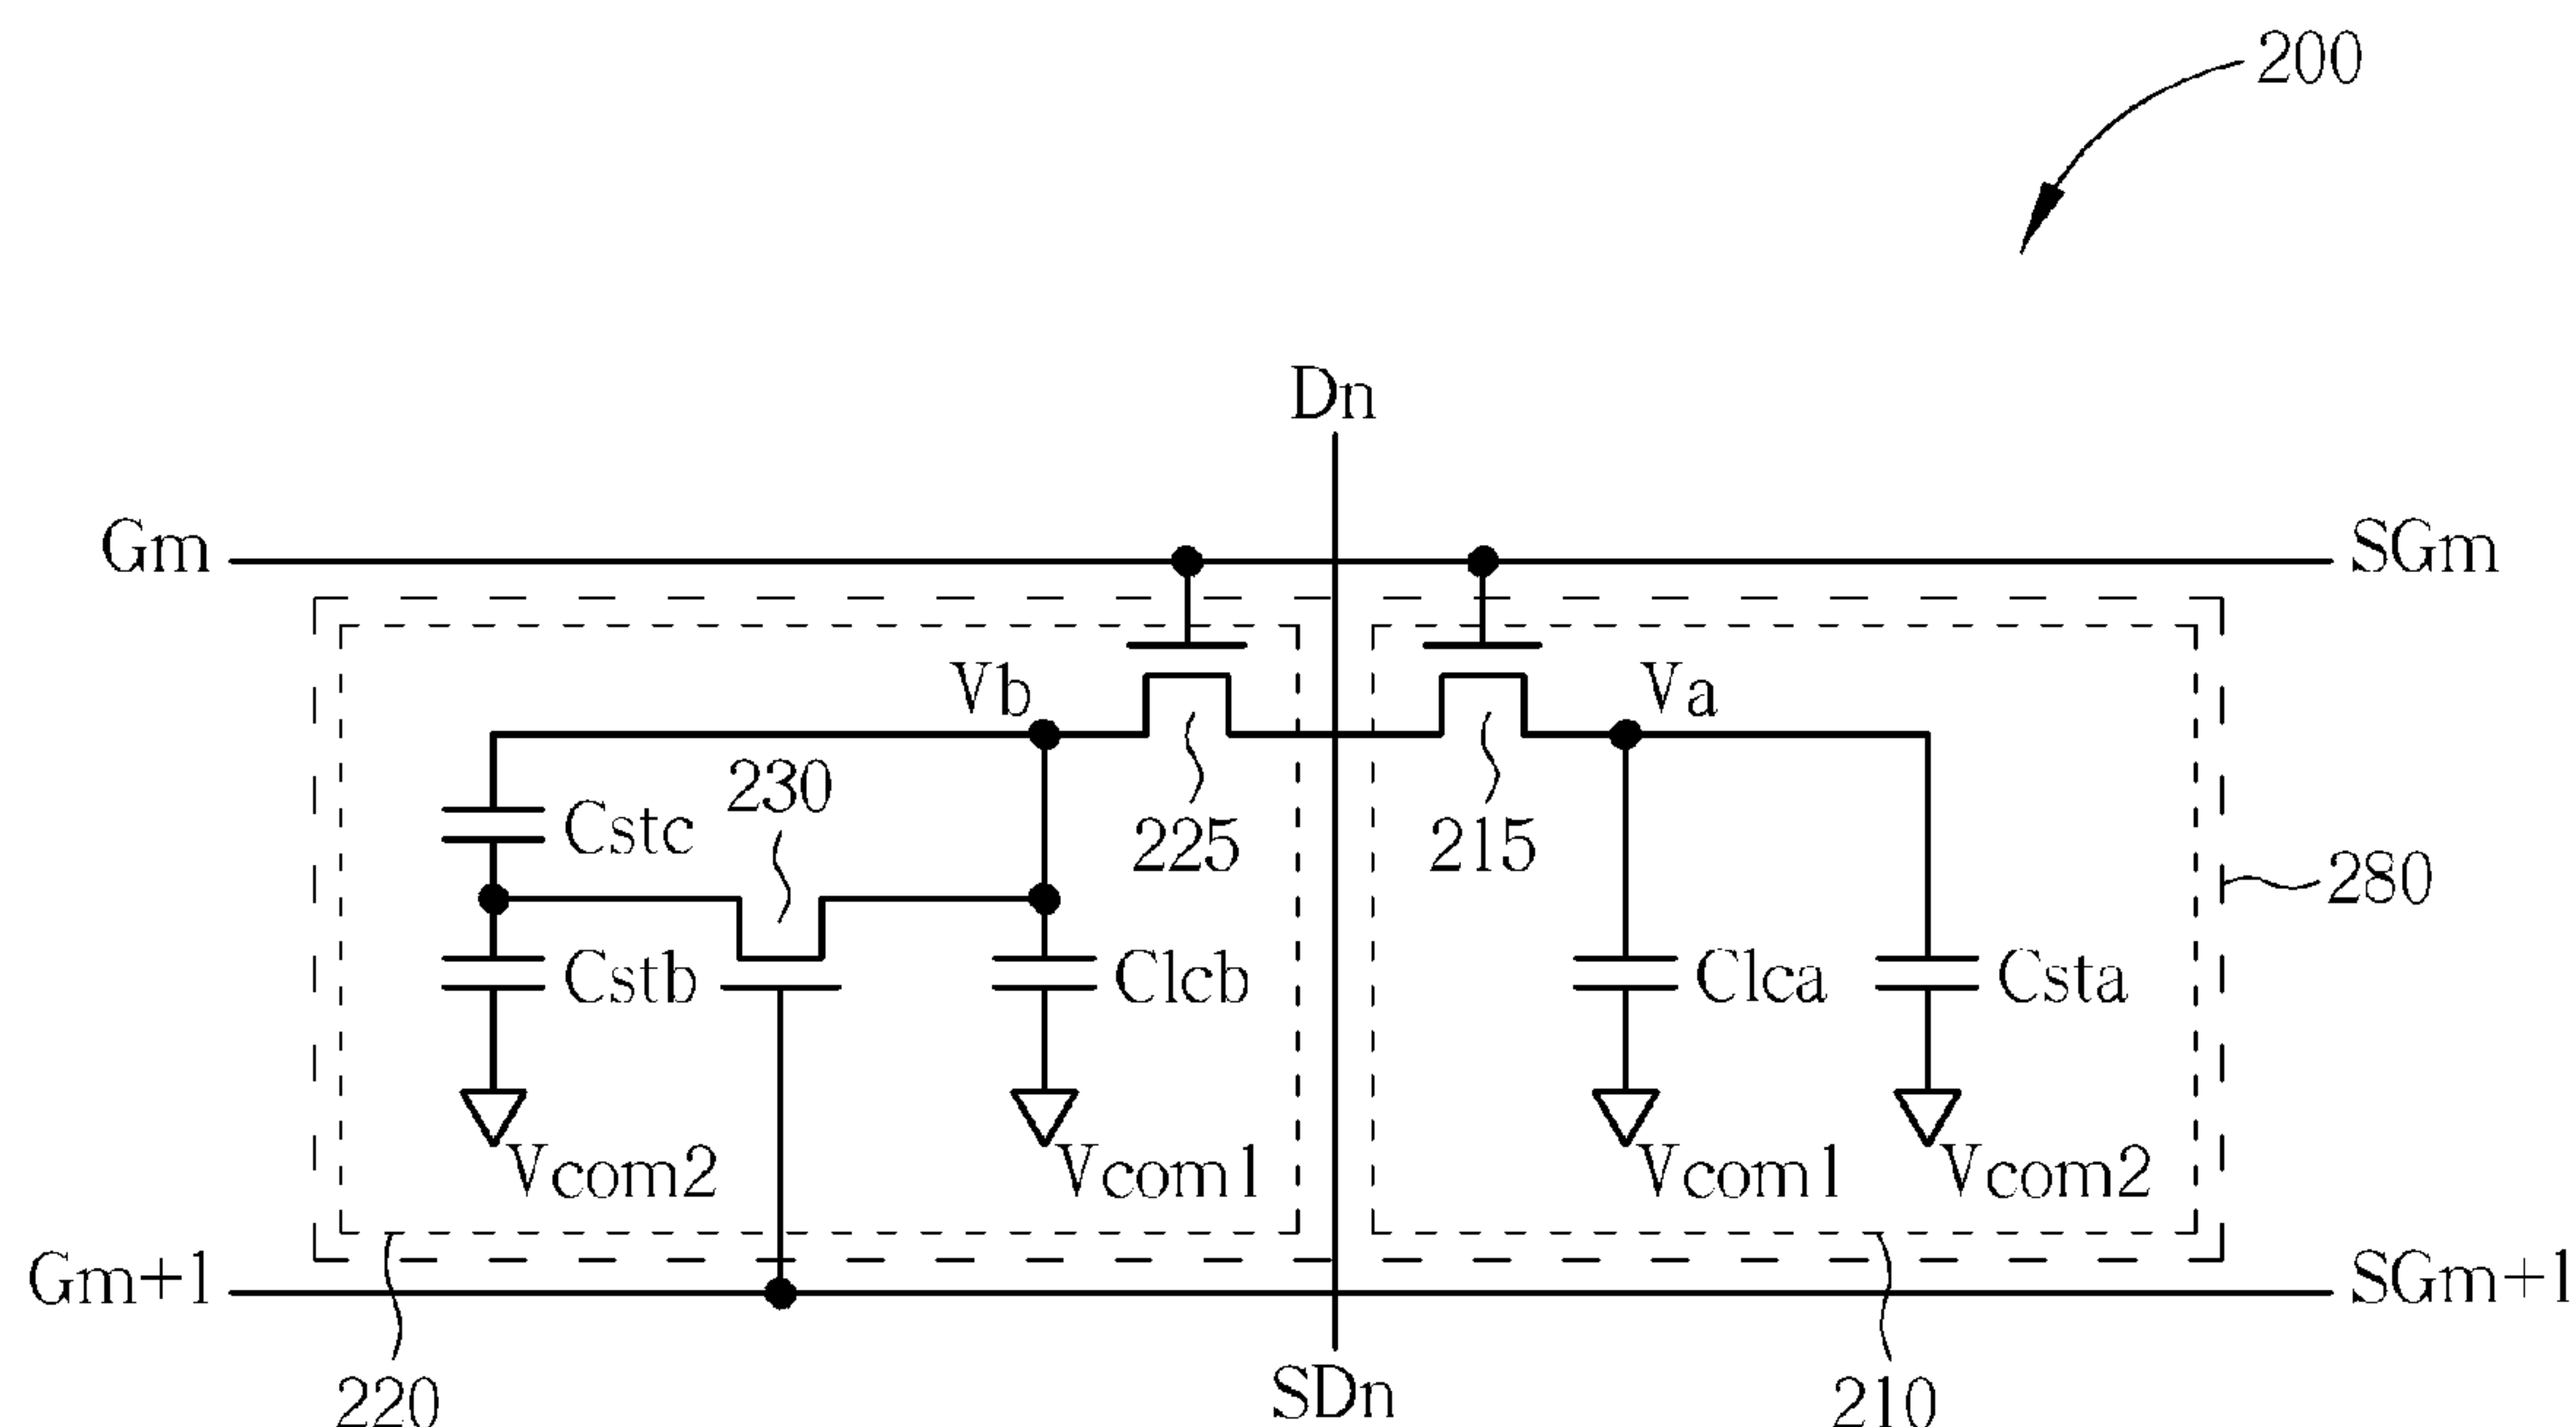 200
Dn
Gm
SGm
Vb
Va
230
Cstc
225
215
280
Cstb
Clcb
Clca
Csta
Vcom2
Vcom1
Vcom1
Vcom2
Gm+1
SGm+1
220
SDn
210